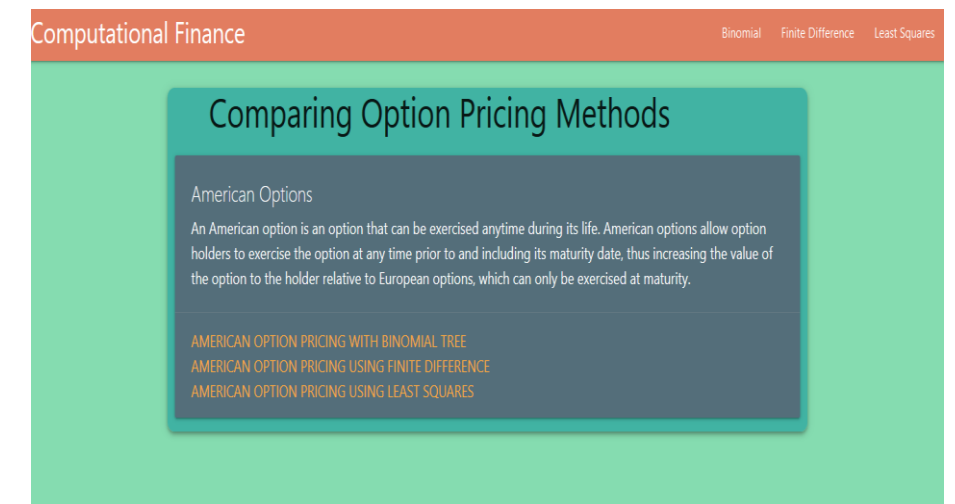 Computational Finance
Binomial Finite Difference Least Squares
Comparing Option Pricing Methods
American Options
An American option is an option that can be exercised anytime during its life. American options allow option
holders to exercise the option at any time prior to and including its maturity date, thus increasing the value of
the option to the holder relative to European options, which can only be exercised at maturity.
AMERICAN OPTION PRICING WITH BINOMIAL TREE
AMERICAN OPTION PRICING USING FINITE DIFFERENCE
AMERICAN OPTION PRICING USING LEAST SQUARES